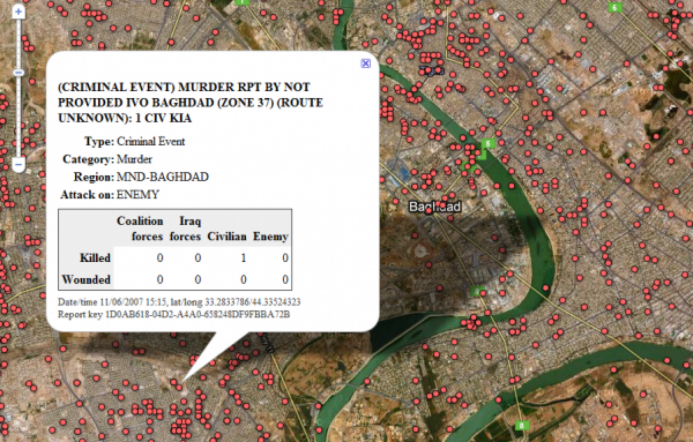 (CRIMINAL EVENT) MURDER RPT BY NOT
PROVIDED IVO BAGHDAD (ZONE 37) (ROUTE
UNKNOWN): 1 CIV KIA
Type: Criminal Event
Category: Murder
Region: MND-BAGHDAD
Attack on: ENEMY
Coalition forces Iraq forces Civilian Enemy
Killed 0 0 1 0
Wounded 0 0 0 0
Date/time 11/06/2007 15:15, lat/long 33.2833786/44.33524323
Report key 1D0AB618-04D2-A4A0-658248DF9FBBA72B
6
8
Baghdad
8